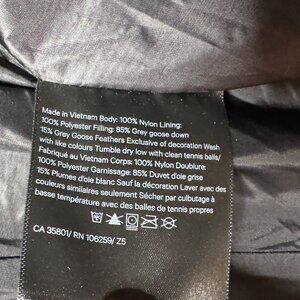 Made in Vietnam Body: 100% Nylon Lining:
100% Polyester Filling: 85% Grey goose down
15% Grey Goose Feathers Exclusive of decoration Wash
with like colours Tumble dry low with clean tennis balls/
Fabriqué au Vietnam Corps: 100% Nylon Doublure:
100% Polyester Garnissage: 85% Duvet d'oie grise
15% Plumes d'oie blanc Sauf la décoration Laver avec des
couleurs similaires seulement Sécher par culbutage à
basse température avec des balles de tennis propres
CA 35801/ RN 106259/ Z5